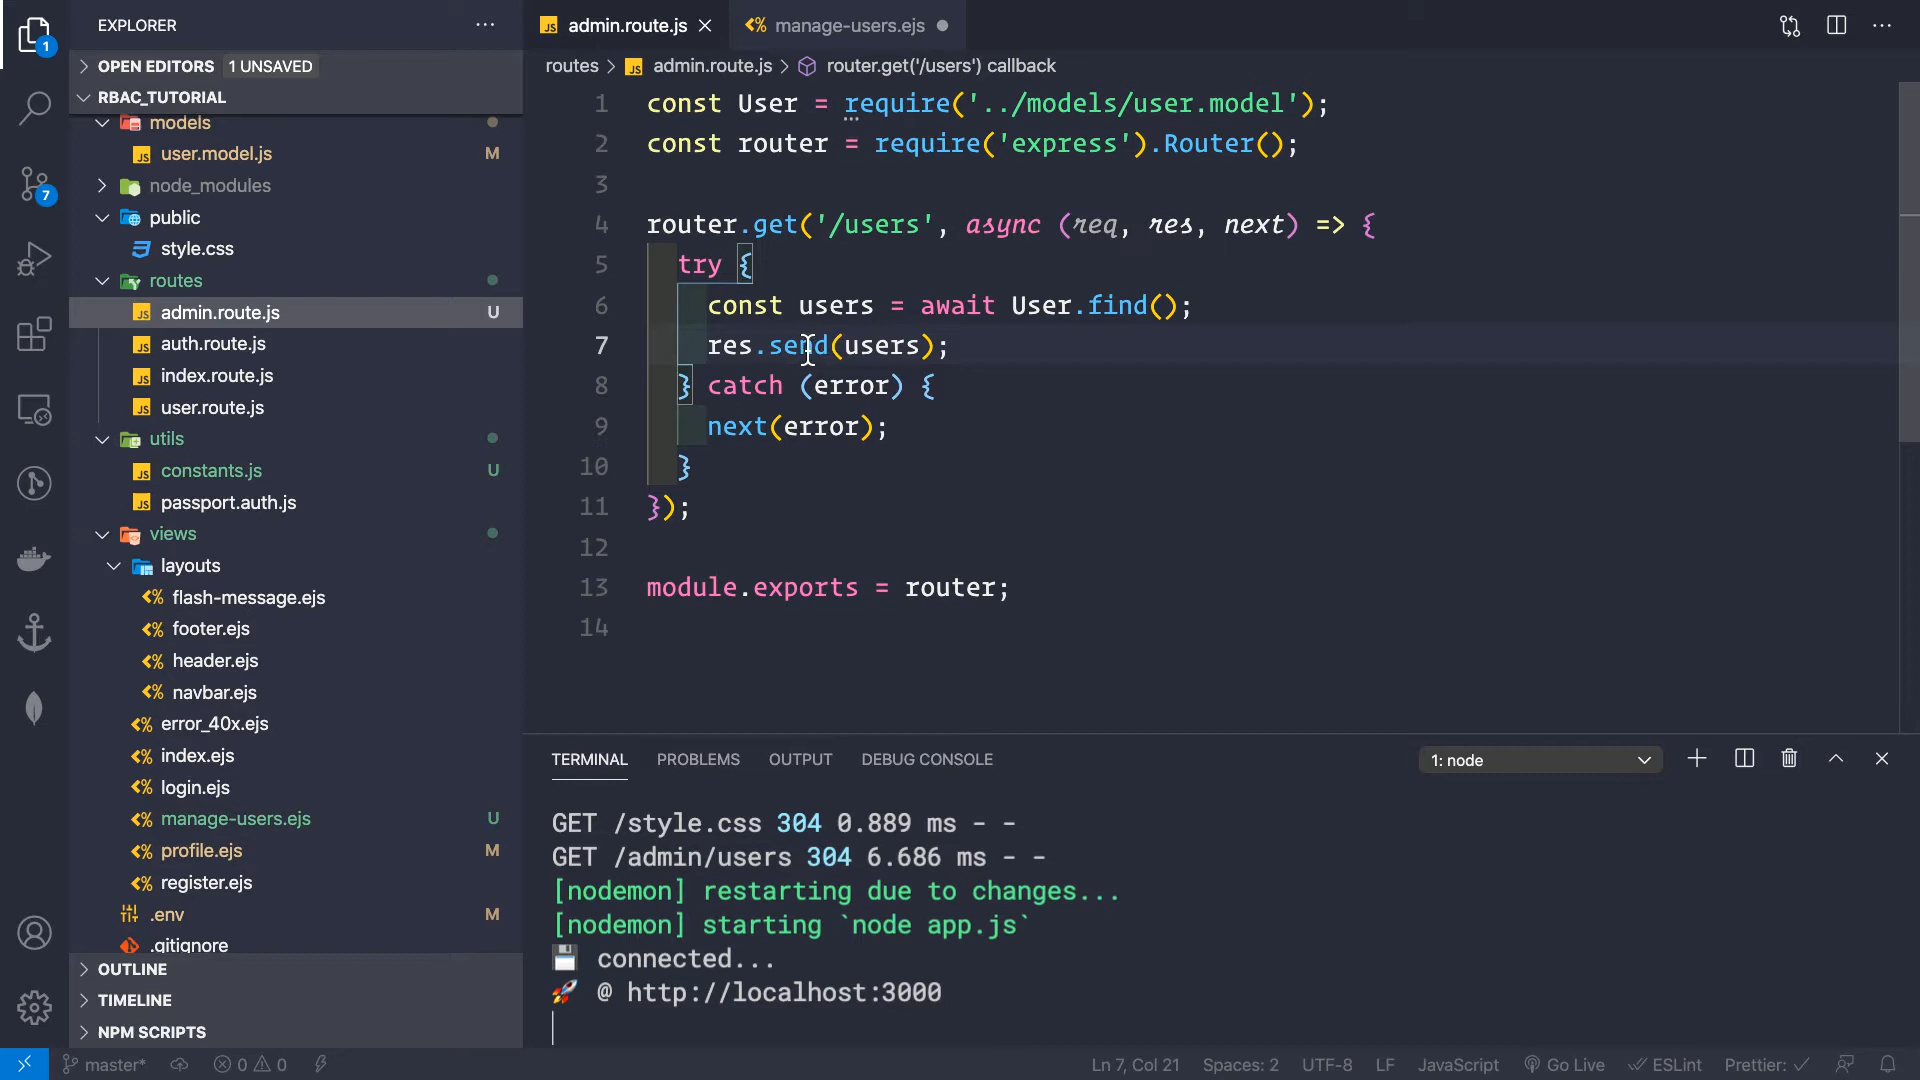 EXPLORER
admin.route.js
manage-users.ejs
1
OPEN EDITORS 1 UNSAVED
routes > admin.route.js > router.get('/users') callback
RBAC_TUTORIAL
models
user.model.js M
node_modules
public
style.css
routes
admin.route.js U
auth.route.js
index.route.js
user.route.js
utils
constants.js U
passport.auth.js
views
layouts
flash-message.ejs
footer.ejs
header.ejs
navbar.ejs
error_40x.ejs
index.ejs
login.ejs
manage-users.ejs U
profile.ejs M
register.ejs
.env M
.gitignore
OUTLINE
TIMELINE
NPM SCRIPTS
7
1 const User = require('../models/user.model');
2 const router = require('express').Router();
3
4 router.get('/users', async (req, res, next) => {
5 try {
6 const users = await User.find();
7 res.send(users);
8 } catch (error) {
9 next(error);
10 }
11 });
12
13 module.exports = router;
14
TERMINAL PROBLEMS OUTPUT DEBUG CONSOLE 1: node
GET /style.css 304 0.889 ms - -
GET /admin/users 304 6.686 ms - -
[nodemon] restarting due to changes...
[nodemon] starting `node app.js`
💾 connected...
🚀 @ http://localhost:3000
master* 0 0 Ln 7, Col 21 Spaces: 2 UTF-8 LF JavaScript Go Live ESLint Prettier: ✓